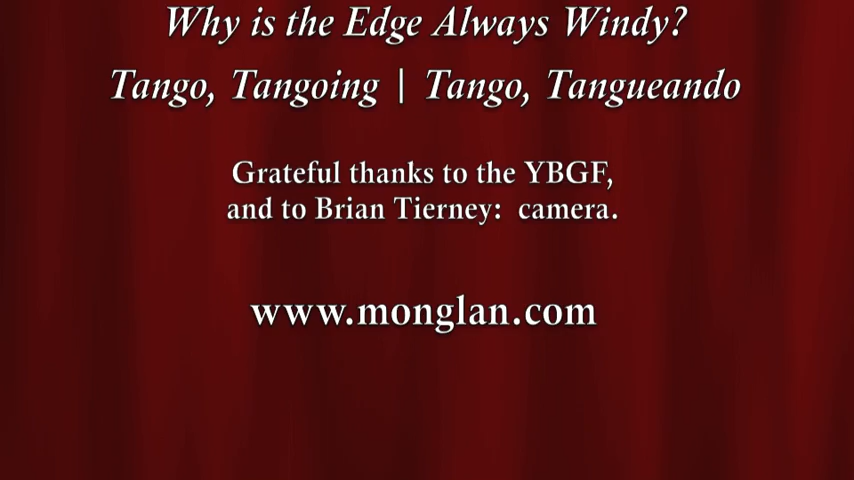 Why is the Edge Always Windy?
Tango, Tangoing | Tango, Tangueando
Grateful thanks to the YBGF,
and to Brian Tierney:  camera.
www.monglan.com